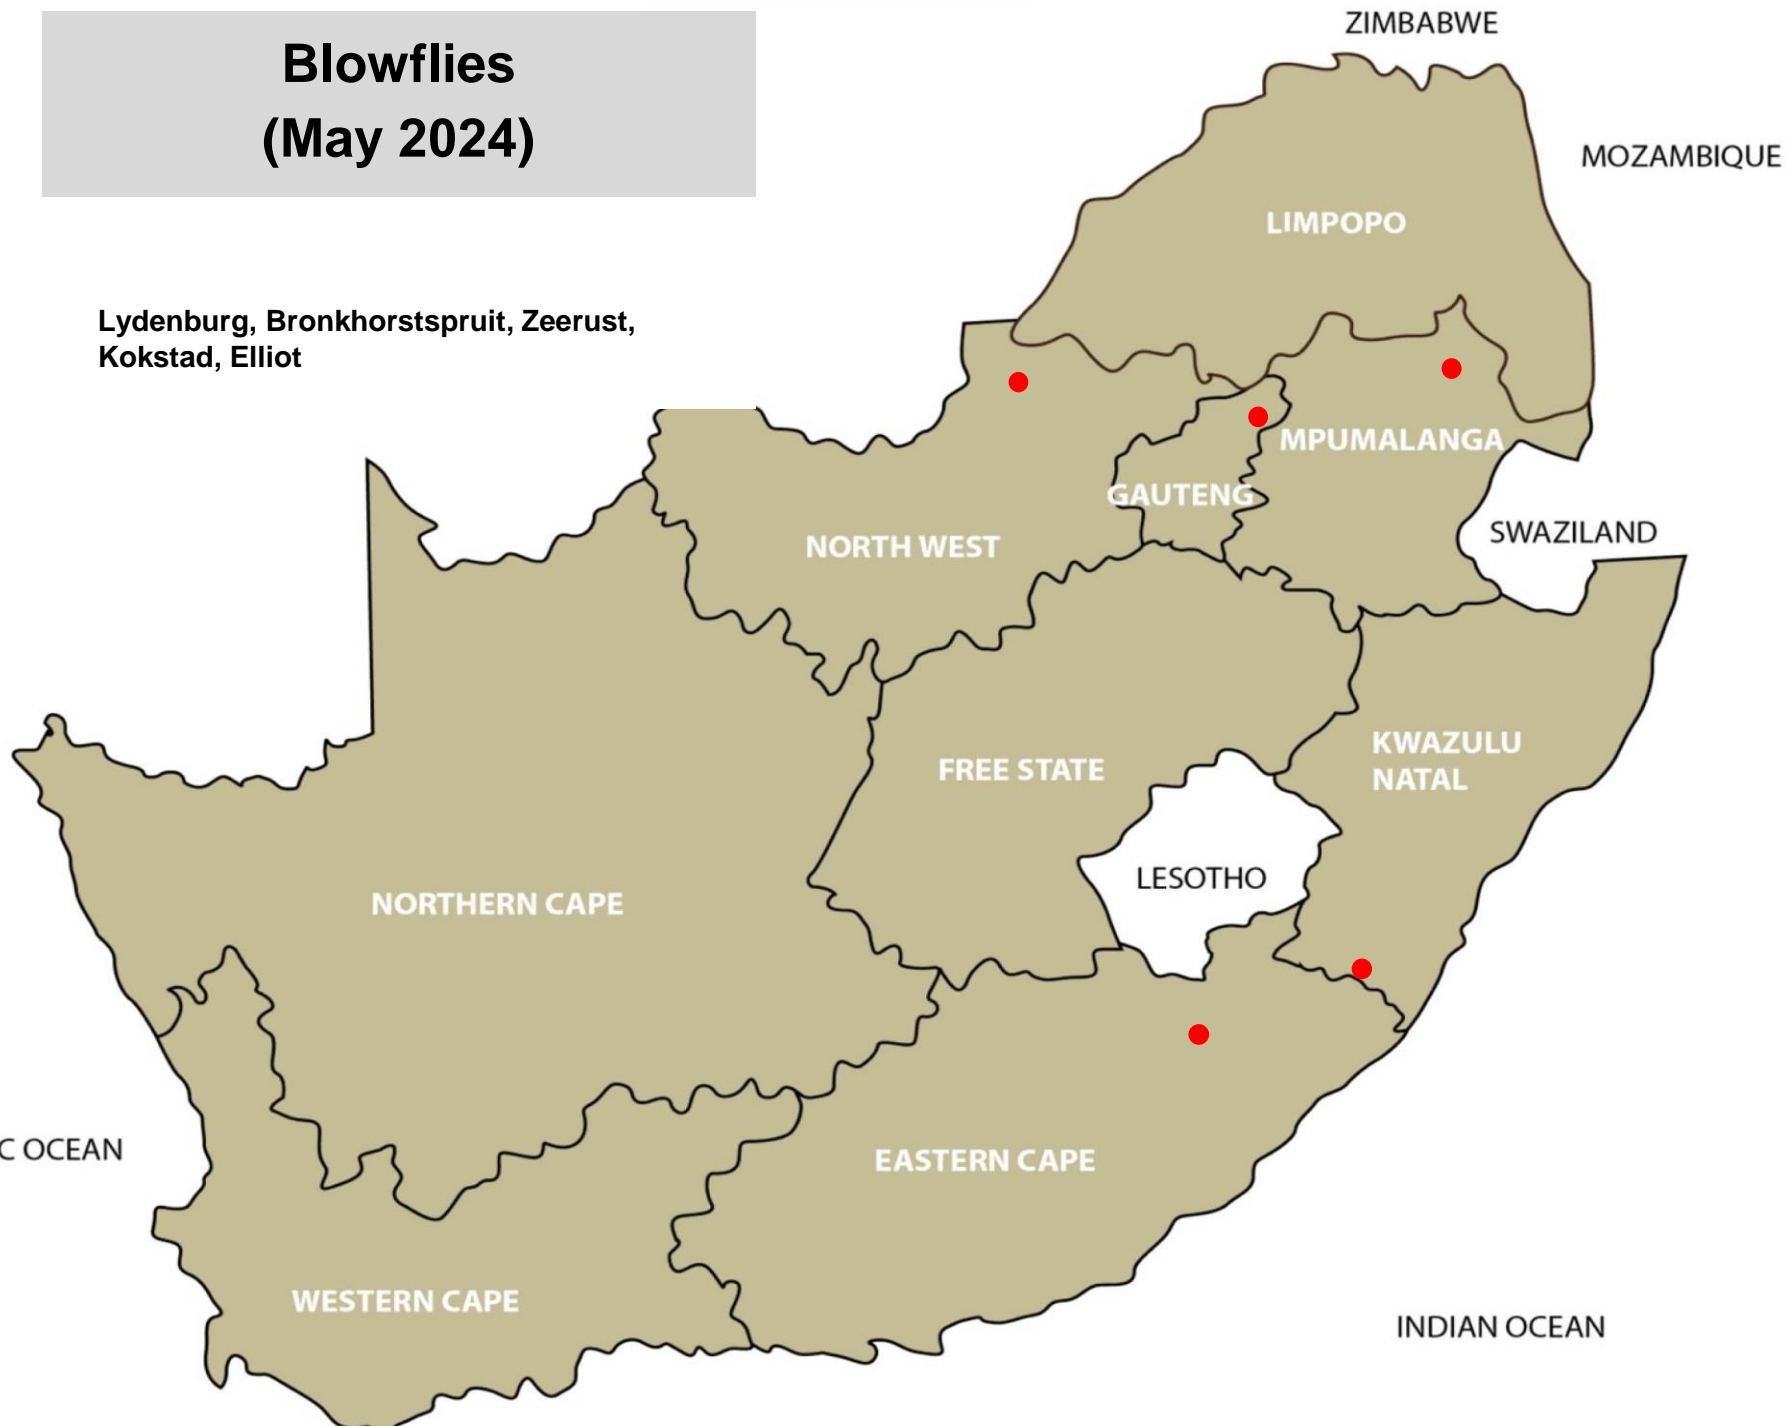 Blowflies
(May 2024)
Lydenburg, Bronkhorstspruit, Zeerust,
Kokstad, Elliot
ZIMBABWE
MOZAMBIQUE
LIMPOPO
MPUMALANGA
GAUTENG
SWAZILAND
NORTH WEST
KWAZULU
NATAL
FREE STATE
LESOTHO
NORTHERN CAPE
C OCEAN
EASTERN CAPE
WESTERN CAPE
INDIAN OCEAN